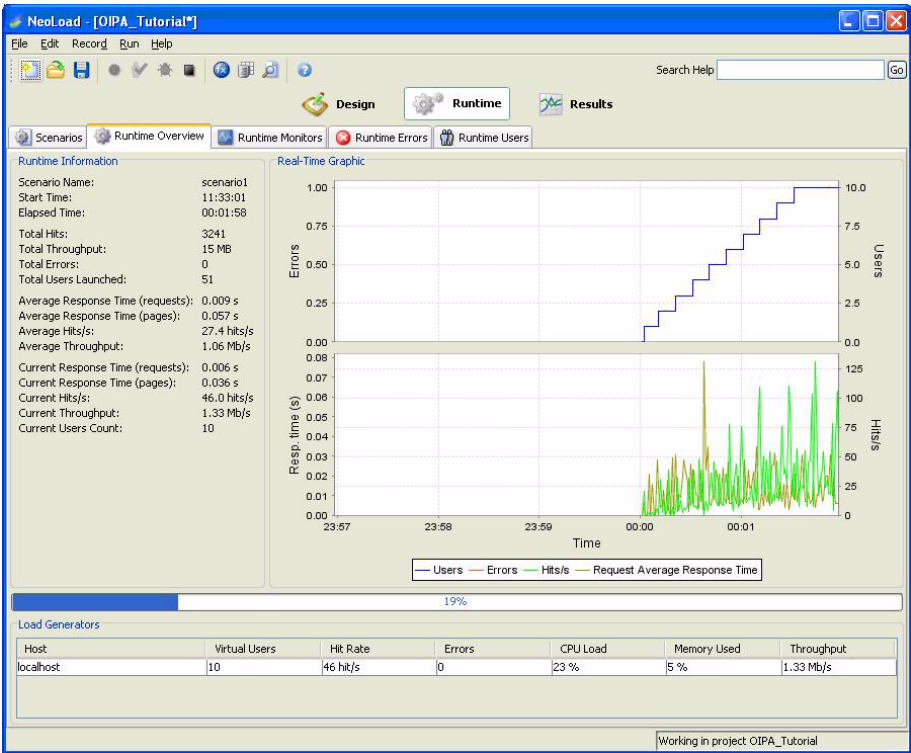 NeoLoad - [OIPA_Tutorial*]
File Edit Record Run Help
Search Help Go
Design Runtime Results
Scenarios Runtime Overview Runtime Monitors Runtime Errors Runtime Users
Runtime Information
Scenario Name: scenario1
Start Time: 11:33:01
Elapsed Time: 00:01:58
Total Hits: 3241
Total Throughput: 15 MB
Total Errors: 0
Total Users Launched: 51
Average Response Time (requests): 0.009 s
Average Response Time (pages): 0.057 s
Average Hits/s: 27.4 hits/s
Average Throughput: 1.06 Mb/s
Current Response Time (requests): 0.006 s
Current Response Time (pages): 0.036 s
Current Hits/s: 46.0 hits/s
Current Throughput: 1.33 Mb/s
Current Users Count: 10
Real-Time Graphic
1.00 10.0
0.75 7.5
0.50 5.0
0.25 2.5
0.00 0.0
Errors
Users
0.08
0.07 125
0.06 100
0.05 75
0.04
0.03 50
0.02 25
0.01
0.00 0
Resp. time (s)
Hits/s
23:57 23:58 23:59 00:00 00:01
Time
Users Errors Hits/s Request Average Response Time
19%
Load Generators
Host Virtual Users Hit Rate Errors CPU Load Memory Used Throughput
localhost 10 46 hit/s 0 23 % 5 % 1.33 Mb/s
Working in project OIPA_Tutorial